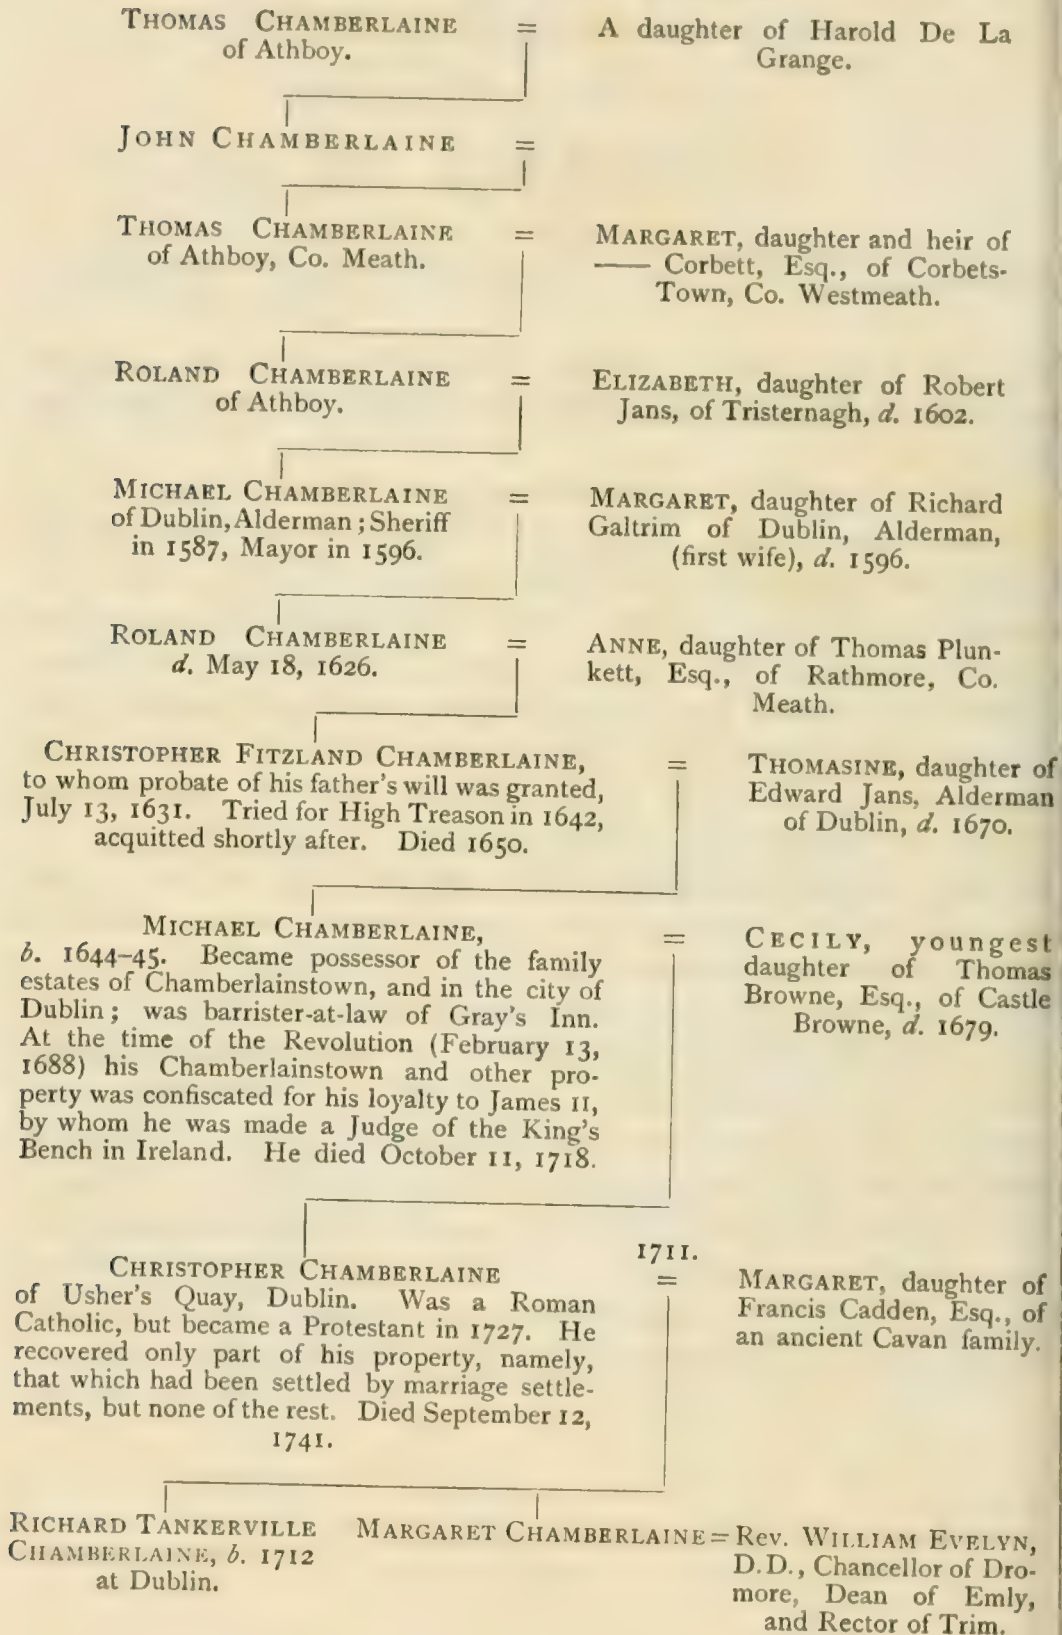 THOMAS CHAMBERLAINE
of Athboy.
=
A daughter of Harold De La
Grange.
JOHN CHAMBERLAINE
=
THOMAS CHAMBERLAINE
of Athboy, Co. Meath.
=
MARGARET, daughter and heir of
—— Corbett, Esq., of Corbets-
Town, Co. Westmeath.
ROLAND CHAMBERLAINE
of Athboy.
=
ELIZABETH, daughter of Robert
Jans, of Tristernagh, d. 1602.
MICHAEL CHAMBERLAINE
of Dublin, Alderman; Sheriff
in 1587, Mayor in 1596.
=
MARGARET, daughter of Richard
Galtrim of Dublin, Alderman,
(first wife), d. 1596.
ROLAND CHAMBERLAINE
d. May 18, 1626.
=
ANNE, daughter of Thomas Plun-
kett, Esq., of Rathmore, Co.
Meath.
CHRISTOPHER FITZLAND CHAMBERLAINE,
to whom probate of his father's will was granted,
July 13, 1631. Tried for High Treason in 1642,
acquitted shortly after. Died 1650.
=
THOMASINE, daughter of
Edward Jans, Alderman
of Dublin, d. 1670.
MICHAEL CHAMBERLAINE,
b. 1644-45. Became possessor of the family
estates of Chamberlainstown, and in the city of
Dublin; was barrister-at-law of Gray's Inn.
At the time of the Revolution (February 13,
1688) his Chamberlainstown and other pro-
perty was confiscated for his loyalty to James II,
by whom he was made a Judge of the King's
Bench in Ireland. He died October 11, 1718.
=
CECILY, youngest
daughter of Thomas
Browne, Esq., of Castle
Browne, d. 1679.
CHRISTOPHER CHAMBERLAINE
of Usher's Quay, Dublin. Was a Roman
Catholic, but became a Protestant in 1727. He
recovered only part of his property, namely,
that which had been settled by marriage settle-
ments, but none of the rest. Died September 12,
1741.
1711.
=
MARGARET, daughter of
Francis Cadden, Esq., of
an ancient Cavan family.
RICHARD TANKERVILLE
CHAMBERLAINE, b. 1712
at Dublin.
MARGARET CHAMBERLAINE = Rev. WILLIAM EVELYN,
D.D., Chancellor of Dro-
more, Dean of Emly,
and Rector of Trim.